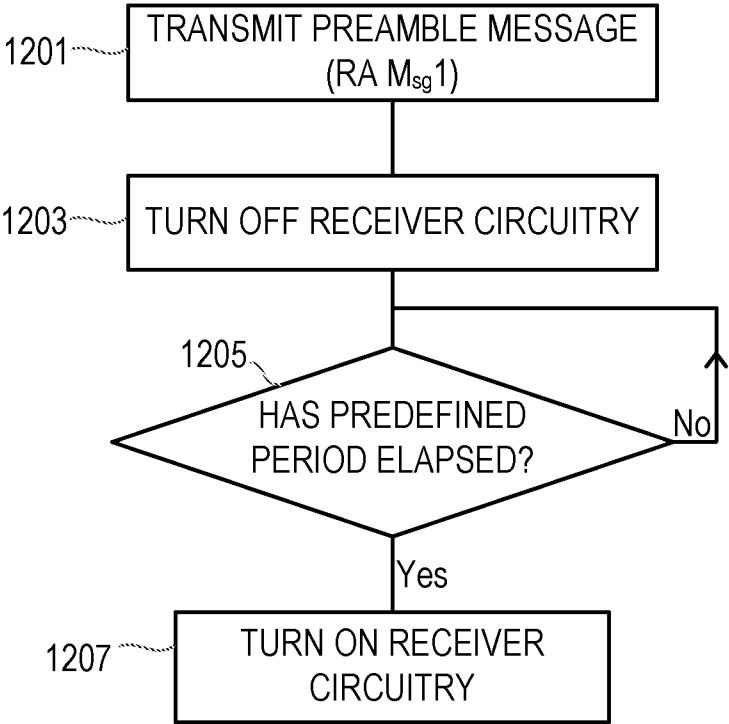 1201
TRANSMIT PREAMBLE MESSAGE
(RA Msg1)
1203
TURN OFF RECEIVER CIRCUITRY
1205
HAS PREDEFINED
PERIOD ELAPSED?
No
Yes
1207
TURN ON RECEIVER
CIRCUITRY